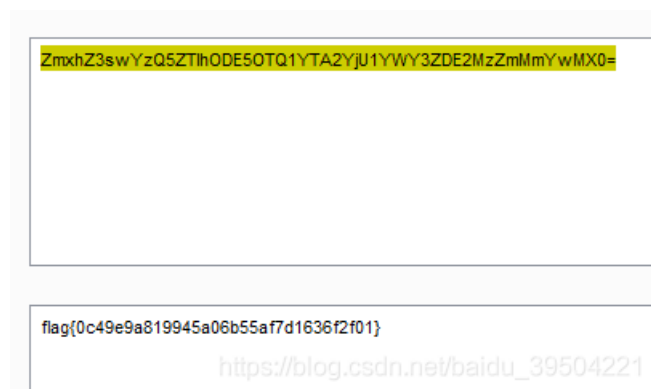 ZmxhZ3swYzQ5ZTlhODE5OTQ1YTA2YjU1YWY3ZDE2MzZmMmYwMX0=
flag{0c49e9a819945a06b55af7d1636f2f01}
https://blog.csdn.net/baidu_39504221